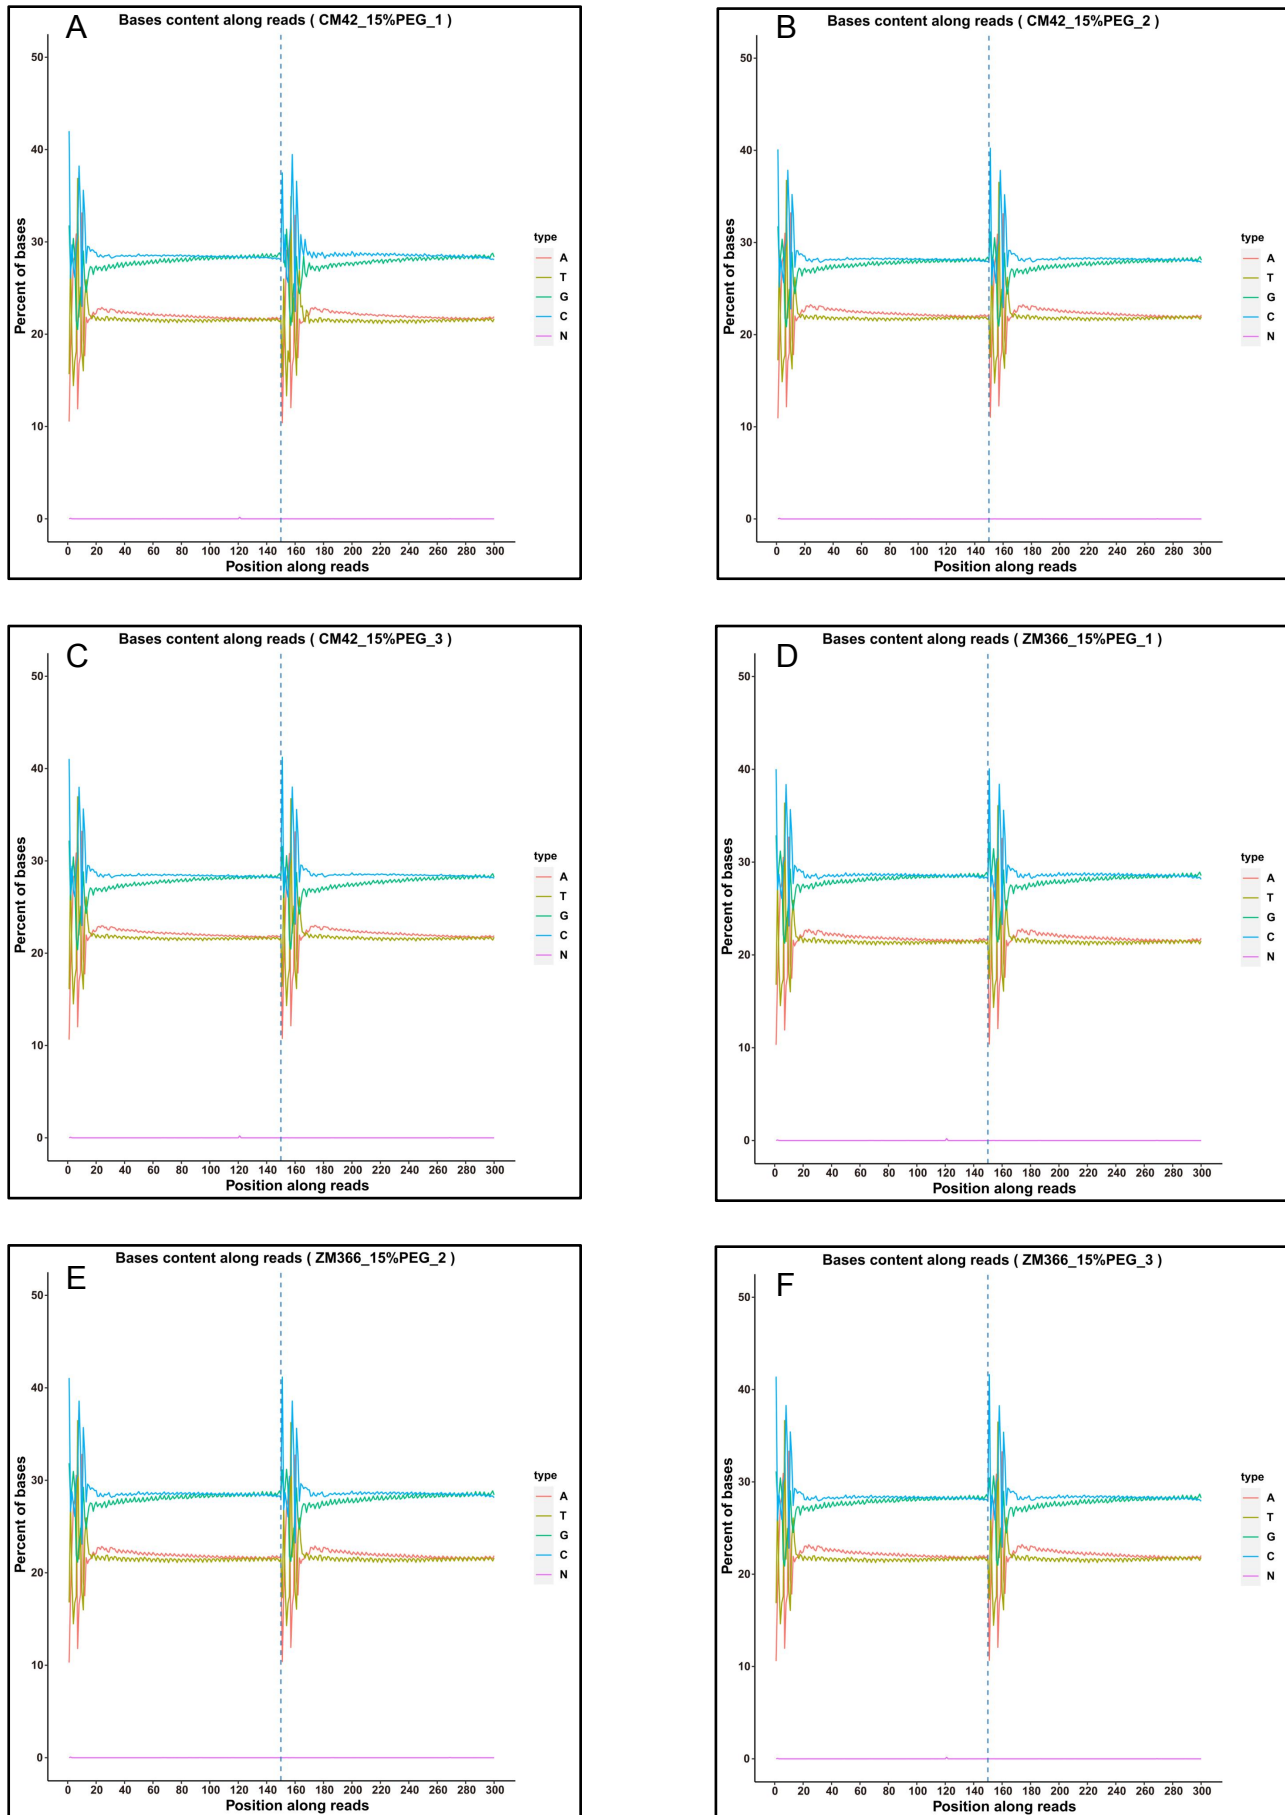 A
Bases content along reads ( CM42_15%PEG_1 )
50
40
30
20
10
0
Percent of bases
0 20 40 60 80 100 120 140 160 180 200 220 240 260 280 300
Position along reads
type
A
T
G
C
N
B
Bases content along reads ( CM42_15%PEG_2 )
50
40
30
20
10
0
Percent of bases
0 20 40 60 80 100 120 140 160 180 200 220 240 260 280 300
Position along reads
type
A
T
G
C
N
C
Bases content along reads ( CM42_15%PEG_3 )
50
40
30
20
10
0
Percent of bases
0 20 40 60 80 100 120 140 160 180 200 220 240 260 280 300
Position along reads
type
A
T
G
C
N
D
Bases content along reads ( ZM366_15%PEG_1 )
50
40
30
20
10
0
Percent of bases
0 20 40 60 80 100 120 140 160 180 200 220 240 260 280 300
Position along reads
type
A
T
G
C
N
E
Bases content along reads ( ZM366_15%PEG_2 )
50
40
30
20
10
0
Percent of bases
0 20 40 60 80 100 120 140 160 180 200 220 240 260 280 300
Position along reads
type
A
T
G
C
N
F
Bases content along reads ( ZM366_15%PEG_3 )
50
40
30
20
10
0
Percent of bases
0 20 40 60 80 100 120 140 160 180 200 220 240 260 280 300
Position along reads
type
A
T
G
C
N